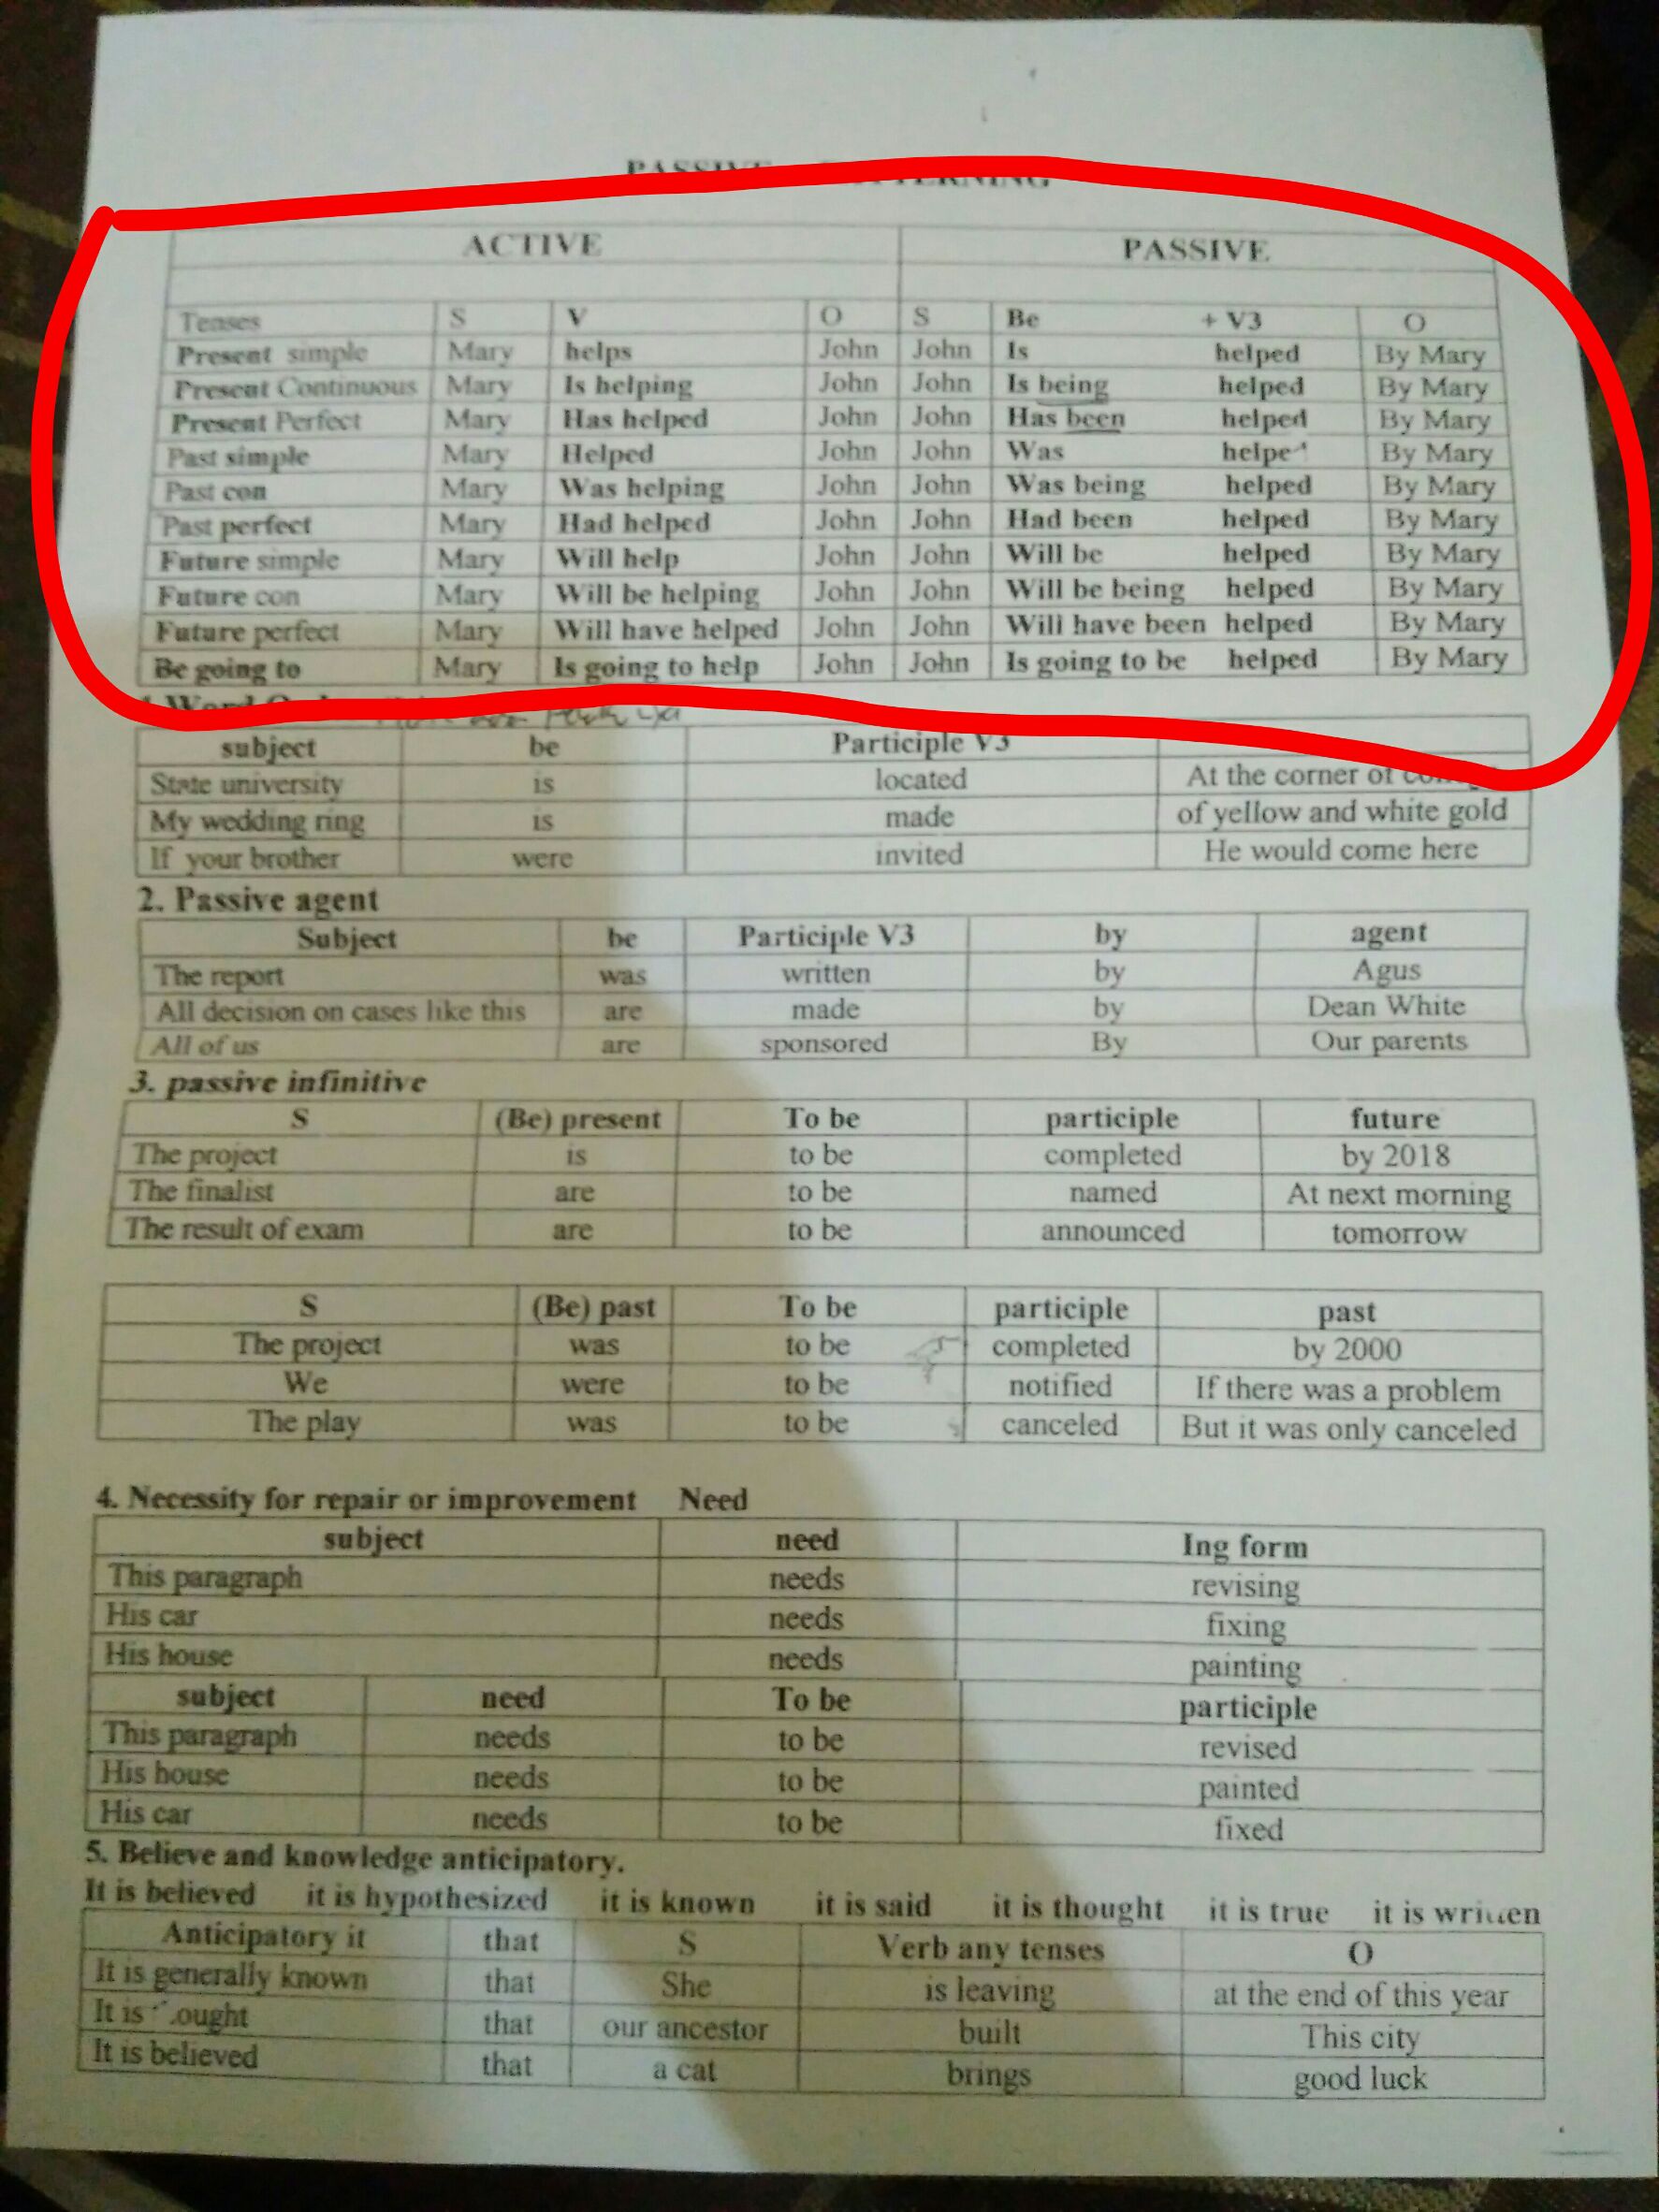 PASSIVE
ACTIVE PASSIVE
Tenses S V O S Be + V3 O
Present simple Mary helps John John Is helped By Mary
Present Continuous Mary Is helping John John Is being helped By Mary
Present Perfect Mary Has helped John John Has been helped By Mary
Past simple Mary Helped John John Was helpe By Mary
Past con Mary Was helping John John Was being helped By Mary
Past perfect Mary Had helped John John Had been helped By Mary
Future simple Mary Will help John John Will be helped By Mary
Future con Mary Will be helping John John Will be being helped By Mary
Future perfect Mary Will have helped John John Will have been helped By Mary
Be going to Mary Is going to help John John Is going to be helped By Mary
Word
subject be Participle V3
State university is located At the corner of
My wedding ring is made of yellow and white gold
If your brother were invited He would come here
2. Passive agent
Subject be Participle V3 by agent
The report was written by Agus
All decision on cases like this are made by Dean White
All of us are sponsored By Our parents
3. passive infinitive
S (Be) present To be participle future
The project is to be completed by 2018
The finalist are to be named At next morning
The result of exam are to be announced tomorrow
S (Be) past To be participle past
The project was to be completed by 2000
We were to be notified If there was a problem
The play was to be canceled But it was only canceled
4. Necessity for repair or improvement Need
subject need Ing form
This paragraph needs revising
His car needs fixing
His house needs painting
subject need To be participle
This paragraph needs to be revised
His house needs to be painted
His car needs to be fixed
5. Believe and knowledge anticipatory.
It is believed it is hypothesized it is known it is said it is thought it is true it is written
Anticipatory it that S Verb any tenses O
It is generally known that She is leaving at the end of this year
It is that our ancestor built This city
It is believed that a cat brings good luck